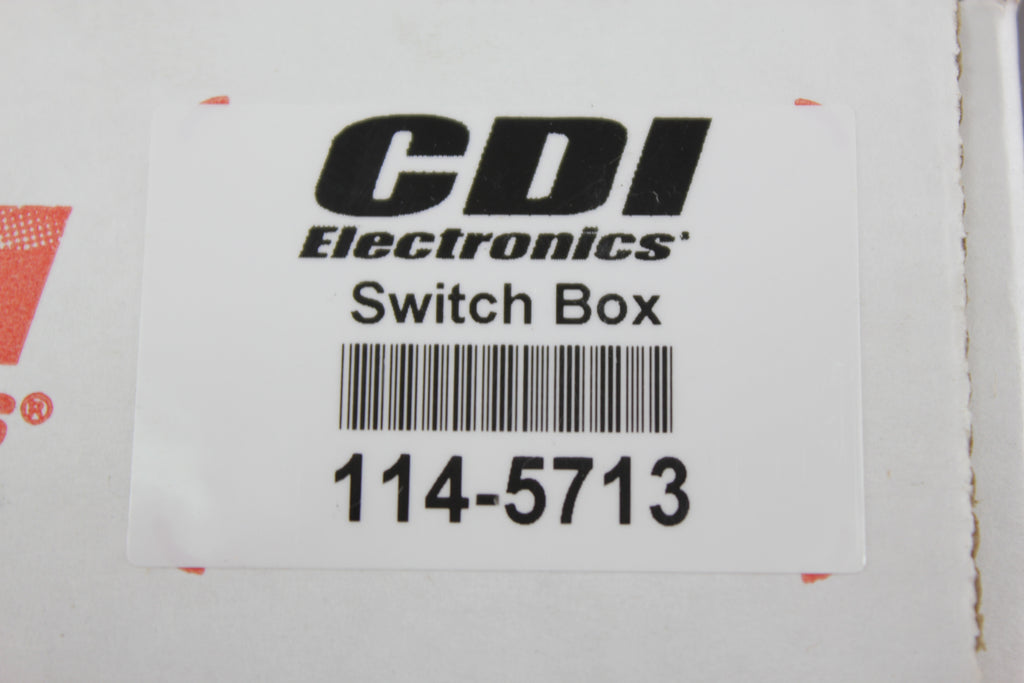 CDI
Electronics
Switch Box
114-5713
S®